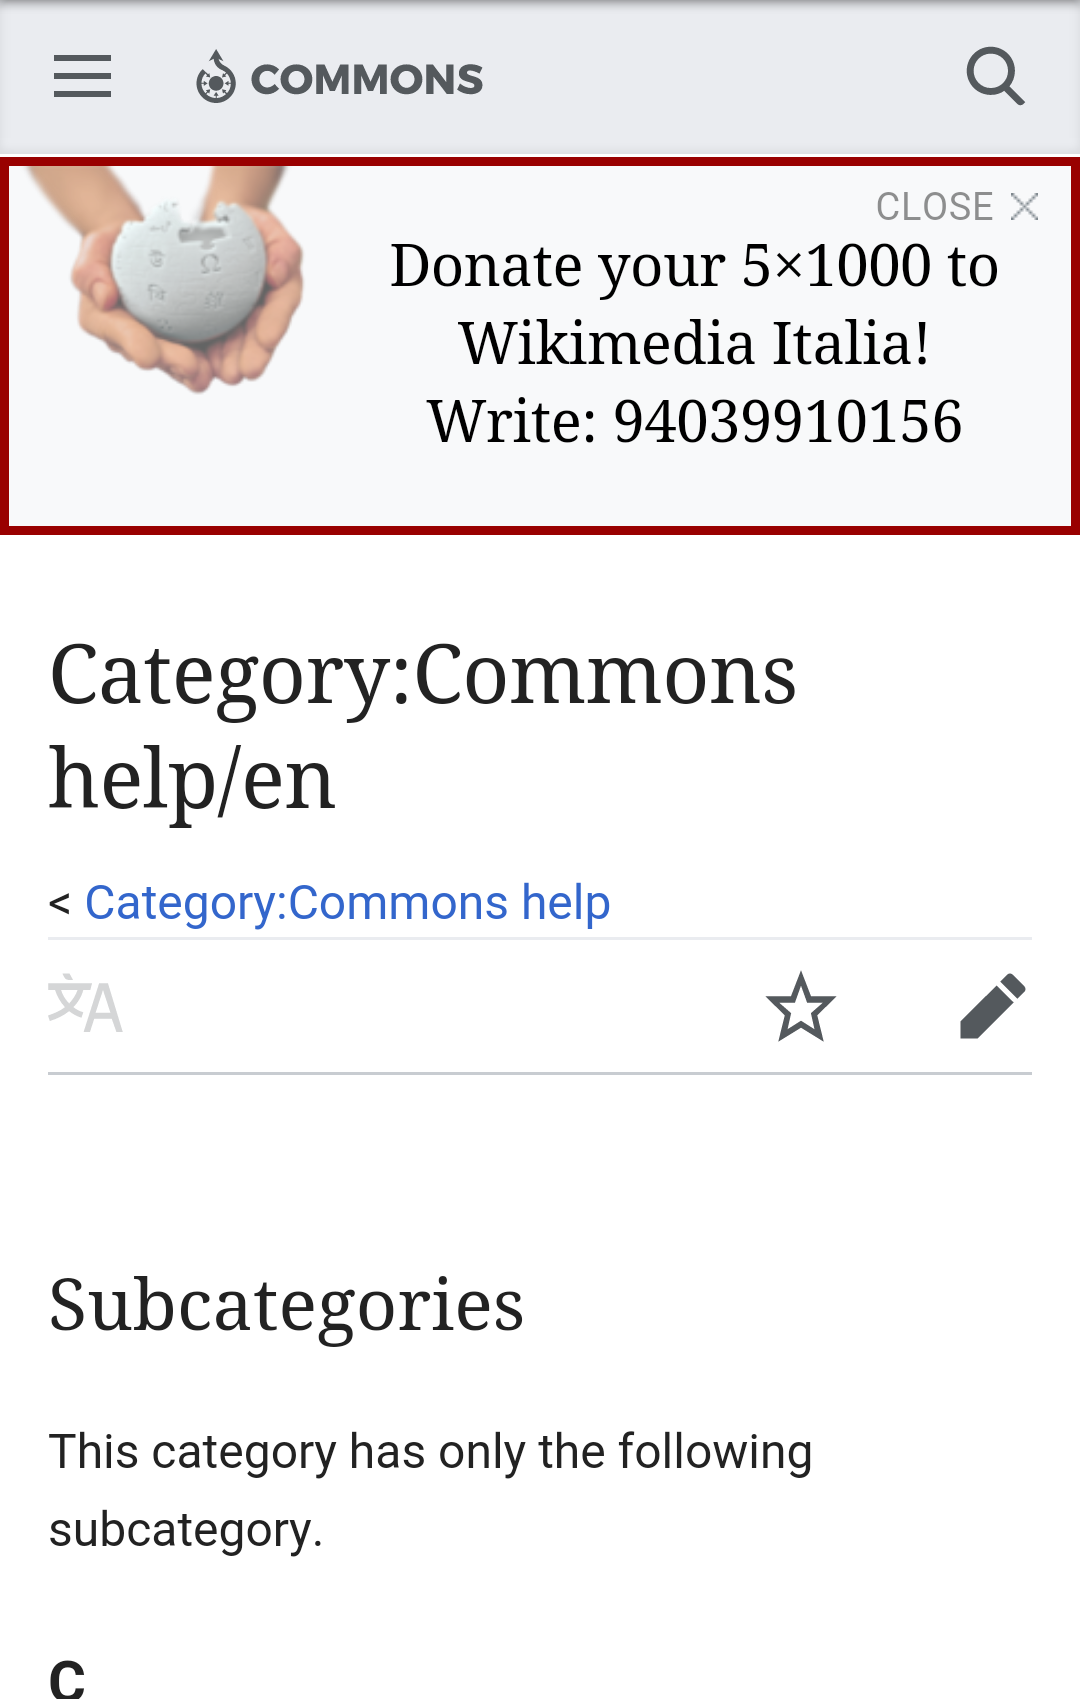 COMMONS
CLOSE
Donate your 5×1000 to
Wikimedia Italia!
Write: 94039910156
Category:Commons
help/en
< Category:Commons help
Subcategories
This category has only the following
subcategory.
C